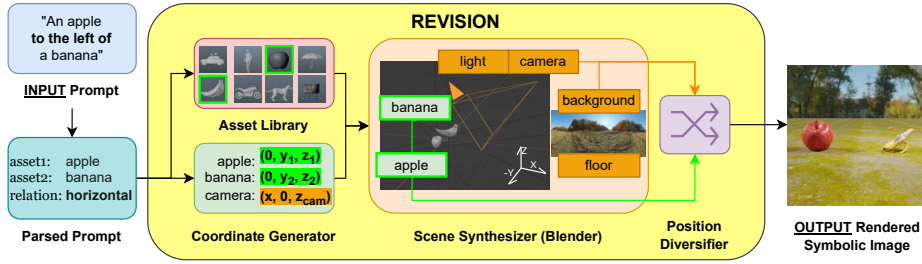 "An apple
to the left of
a banana"
INPUT Prompt
asset1: apple
asset2: banana
relation: horizontal
Parsed Prompt
REVISION
Asset Library
apple: (0, y1, z1)
banana: (0, y2, z2)
camera: (x, 0, zcam)
Coordinate Generator
light camera
banana
background
apple
floor
Z
X
-Y
Scene Synthesizer (Blender)
Position
Diversifier
OUTPUT Rendered
Symbolic Image